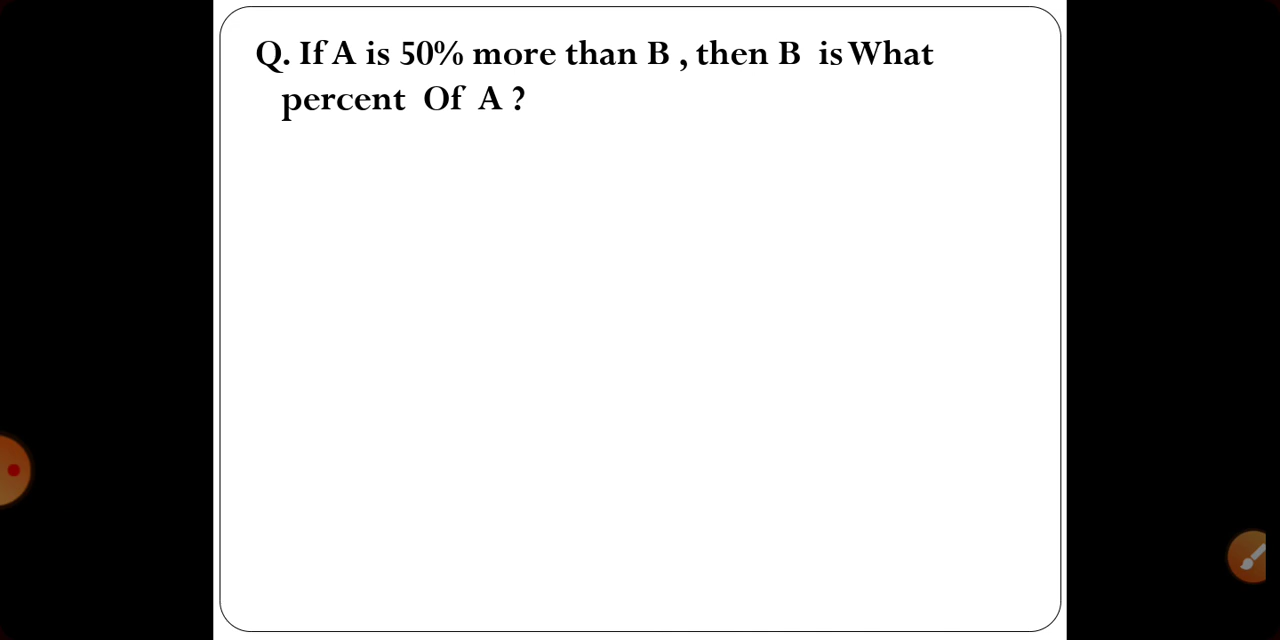 Q. If A is 50% more than B , then B is What
percent Of A ?